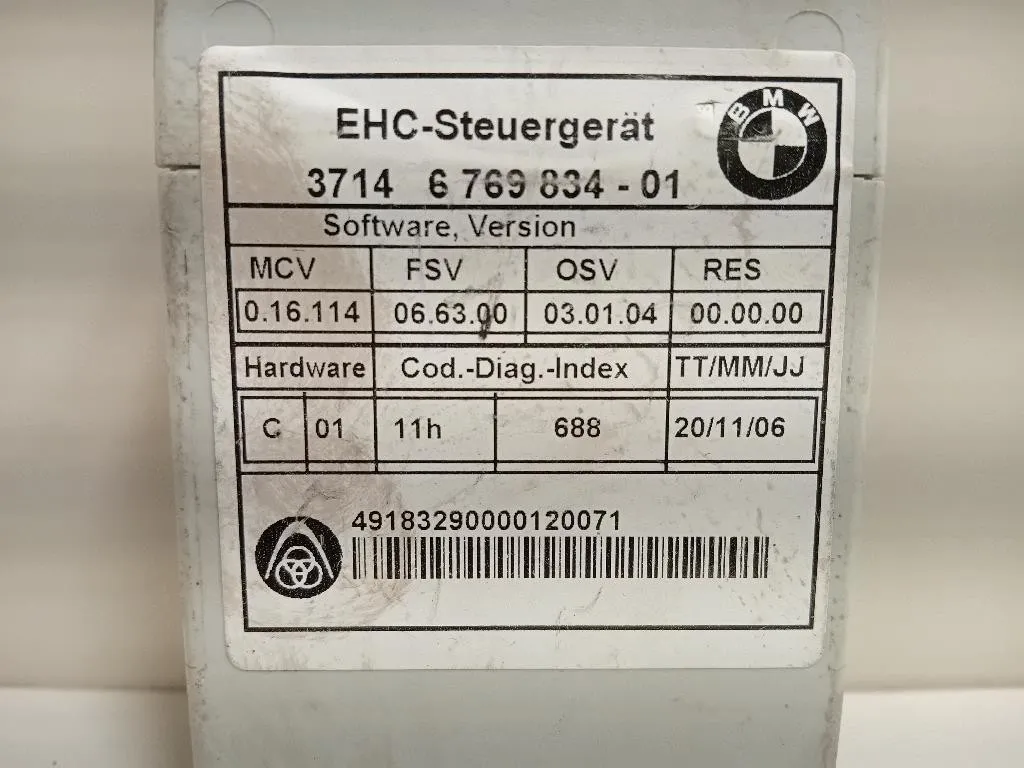 BMW
EHC-Steuergerät
3714 6 769 834 - 01
Software, Version
MCV FSV OSV RES
0.16.114 06.63.00 03.01.04 00.00.00
Hardware Cod.-Diag.-Index TT/MM/JJ
C 01 11h 688 20/11/06
49183290000120071